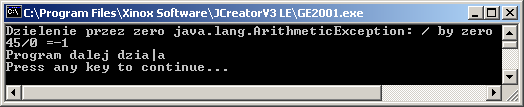 C:\Program Files\Xinox Software\JCreatorV3 LE\GE2001.exe
Dzielenie przez zero java.lang.ArithmeticException: / by zero
45/0 =-1
Program dalej dzia|a
Press any key to continue...